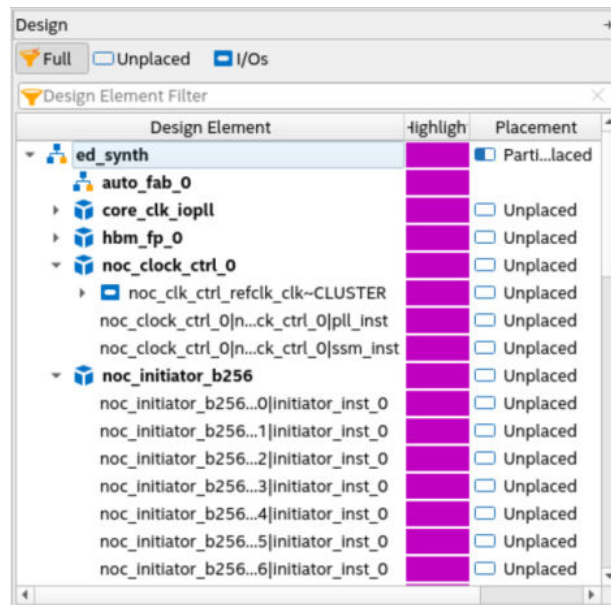 Design
Full Unplaced I/Os
Design Element Filter
Design Element Highligh Placement
ed_synth Parti...laced
auto_fab_0
core_clk_iopll Unplaced
hbm_fp_0 Unplaced
noc_clock_ctrl_0 Unplaced
noc_clk_ctrl_refclk_clk~CLUSTER Unplaced
noc_clock_ctrl_0|n...ck_ctrl_0|pll_inst Unplaced
noc_clock_ctrl_0|n...ck_ctrl_0|ssm_inst Unplaced
noc_initiator_b256 Unplaced
noc_initiator_b256...0|initiator_inst_0 Unplaced
noc_initiator_b256...1|initiator_inst_0 Unplaced
noc_initiator_b256...2|initiator_inst_0 Unplaced
noc_initiator_b256...3|initiator_inst_0 Unplaced
noc_initiator_b256...4|initiator_inst_0 Unplaced
noc_initiator_b256...5|initiator_inst_0 Unplaced
noc_initiator_b256...6|initiator_inst_0 Unplaced